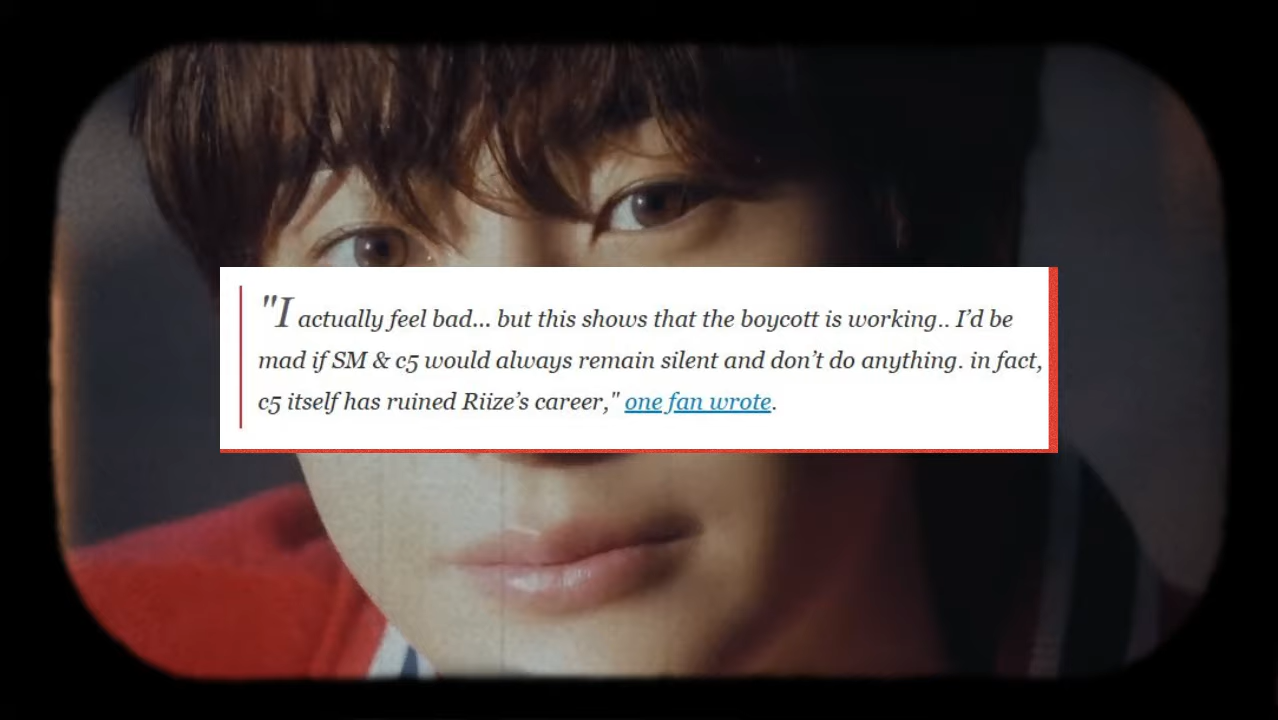 "I actually feel bad... but this shows that the boycott is working.. I’d be
mad if SM & c5 would always remain silent and don’t do anything. in fact,
c5 itself has ruined Riize’s career," one fan wrote.